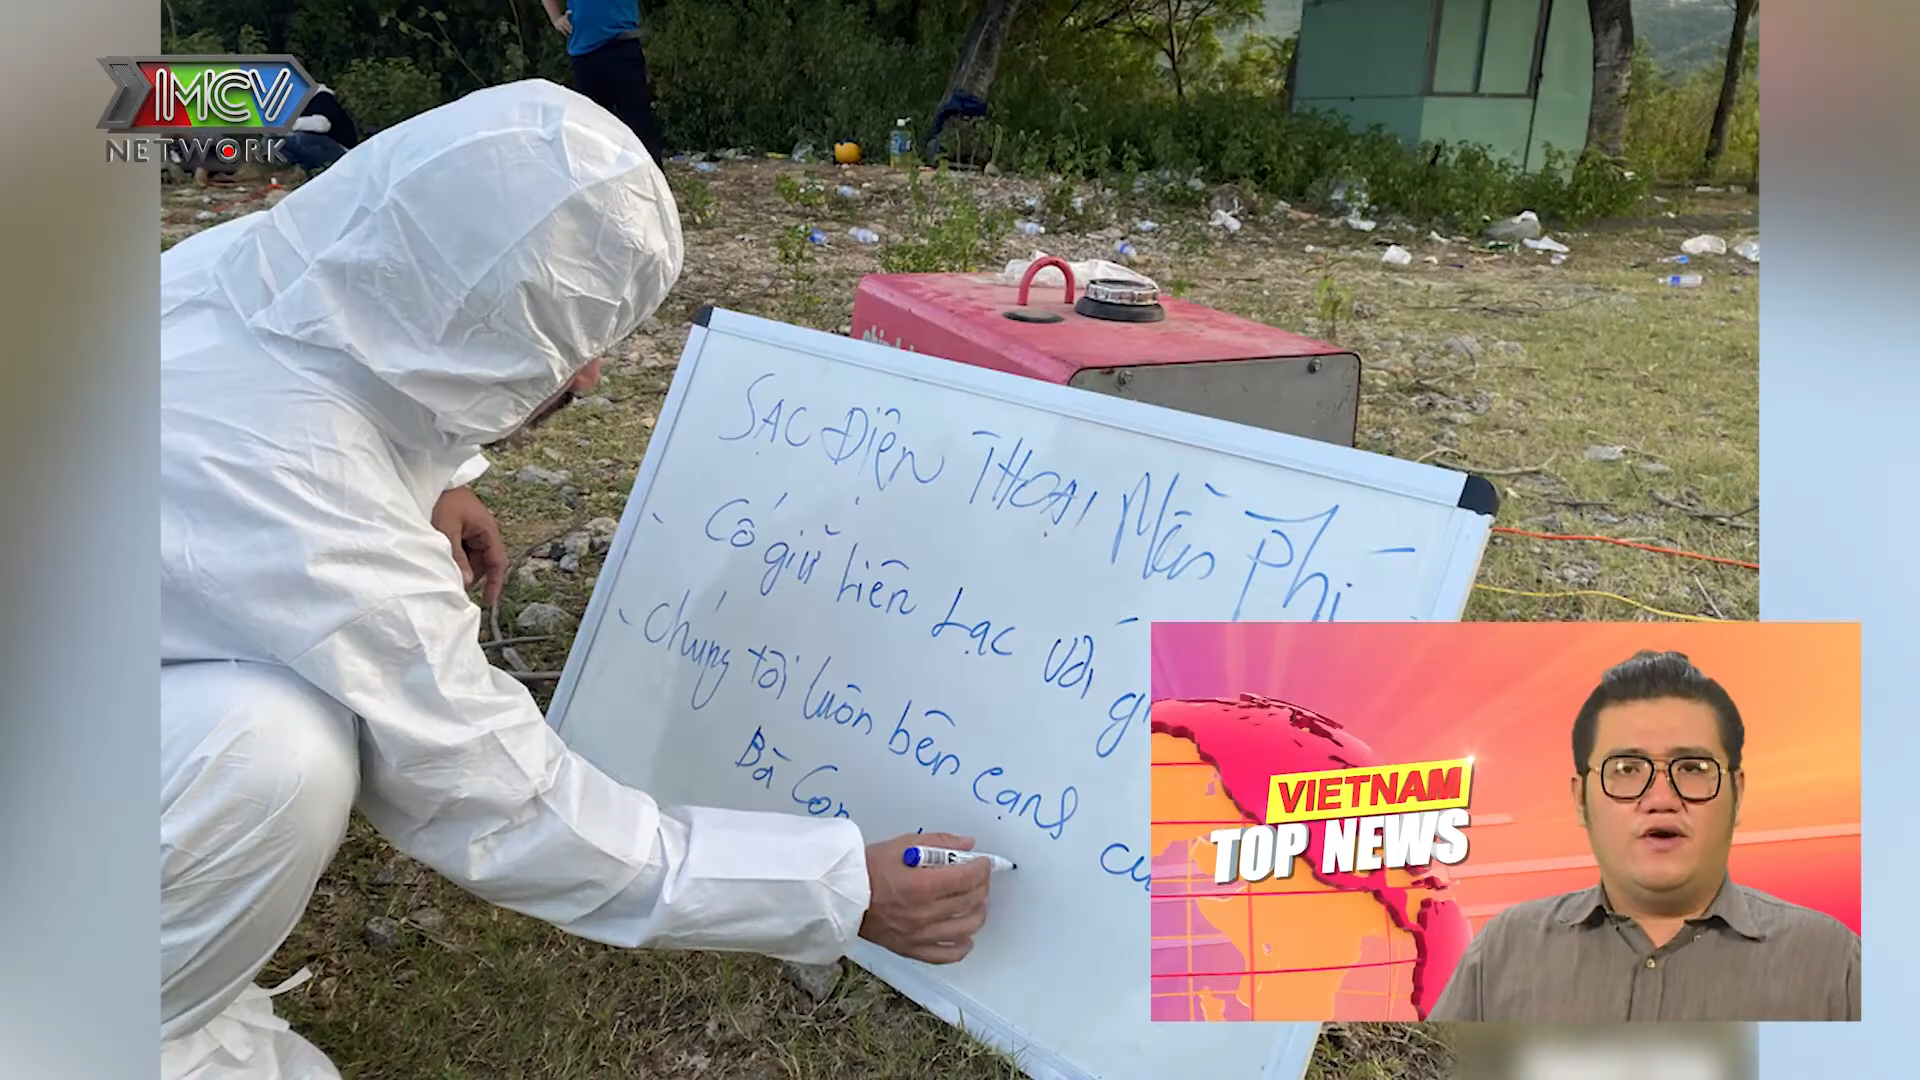 MCV
NETWORK
SẠC ĐIỆN THOẠI Miễn Phí
- Cố giữ liên lạc với
- Chúng tôi luôn bên cạnh
Bà Con
VIETNAM
TOP NEWS